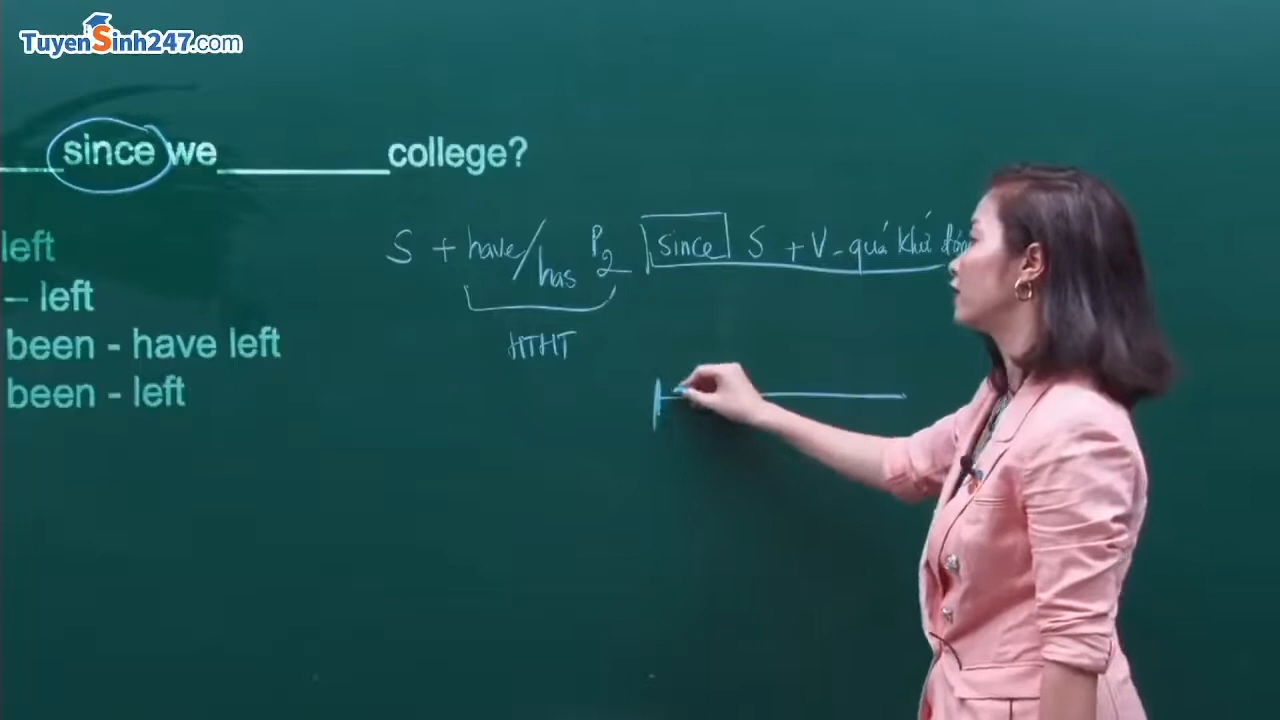 TuyenSinh247.com
since we ________ college?
left
– left
been - have left
been - left
S + have/has P2 since S + V - quá khứ
HTHT